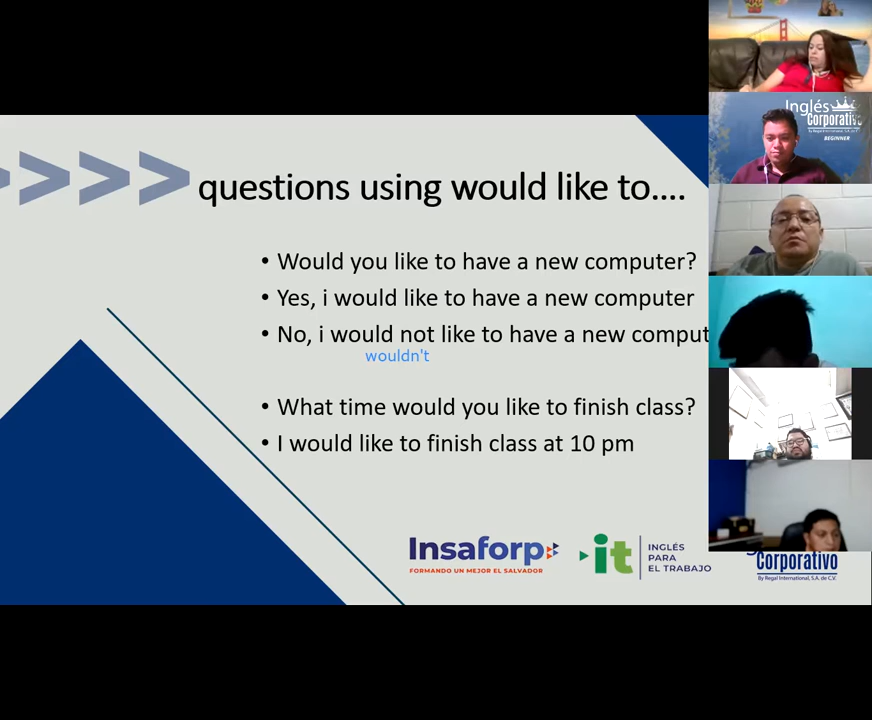 Inglés
Corporativo
BEGINNER
>>>> questions using would like to....
• Would you like to have a new computer?
• Yes, i would like to have a new computer
• No, i would not like to have a new comput
wouldn't
• What time would you like to finish class?
• I would like to finish class at 10 pm
Insaforp
FORMANDO UN MEJOR EL SALVADOR
it
INGLÉS
PARA
EL TRABAJO
Corporativo
By Regal International, S.A. de C.V.